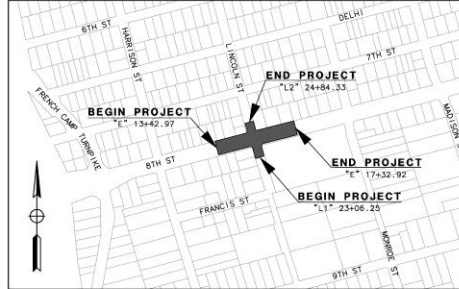 6TH ST
DELHI
HARRISON ST
LINCOLN ST
7TH ST
END PROJECT
"L2" 24+84.33
FRENCH CAMP TURNPIKE
BEGIN PROJECT
"E" 13+42.97
MADISON ST
8TH ST
END PROJECT
"E" 17+32.92
BEGIN PROJECT
"L1" 23+06.25
FRANCIS ST
MONROE ST
9TH ST